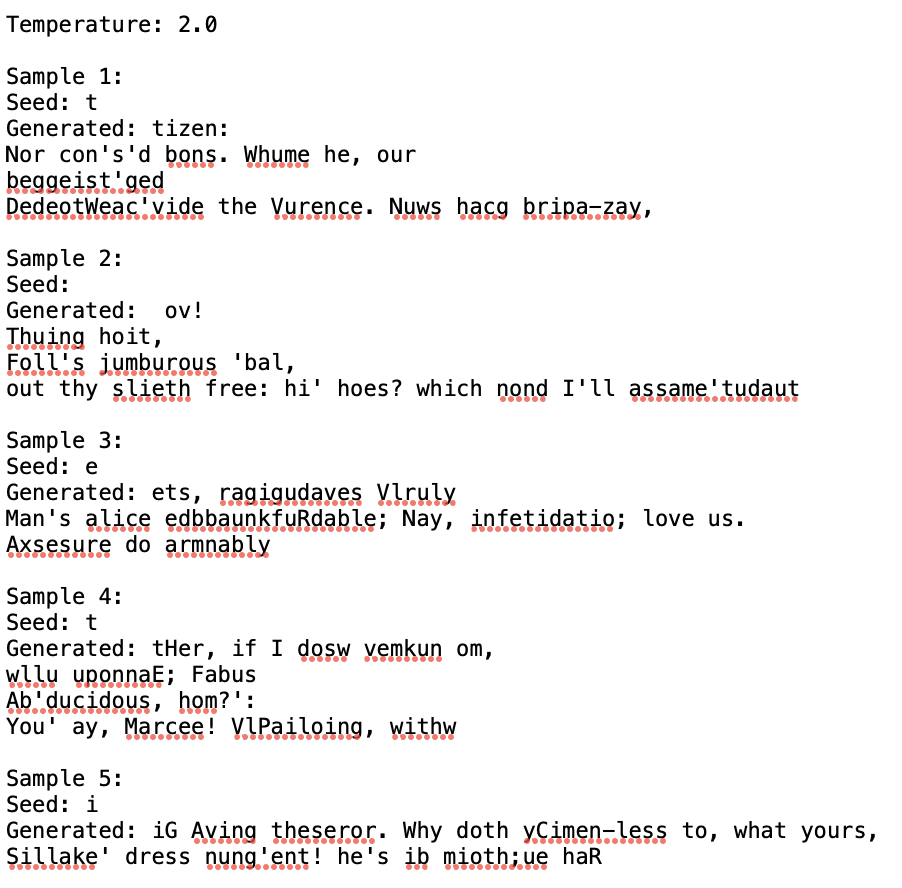 Temperature: 2.0
Sample 1:
Seed: t
Generated: tizen:
Nor con's'd bons. Whume he, our
beggeist'ged
DedeotWeac'vide the Vurence. Nuws hacg bripa-zay,
Sample 2:
Seed:
Generated:  ov!
Thuing hoit,
Foll's jumburous 'bal,
out thy slieth free: hi' hoes? which nond I'll assame'tudaut
Sample 3:
Seed: e
Generated: ets, ragigudaves Vlruly
Man's alice edbbaunkfuRdable; Nay, infetidatio; love us.
Axsesure do armnably
Sample 4:
Seed: t
Generated: tHer, if I dosw vemkun om,
wllu uponnaE; Fabus
Ab'ducidous, hom?':
You' ay, Marcee! VlPailoing, withw
Sample 5:
Seed: i
Generated: iG Aving theseror. Why doth yCimen-less to, what yours,
Sillake' dress nung'ent! he's ib mioth;ue haR